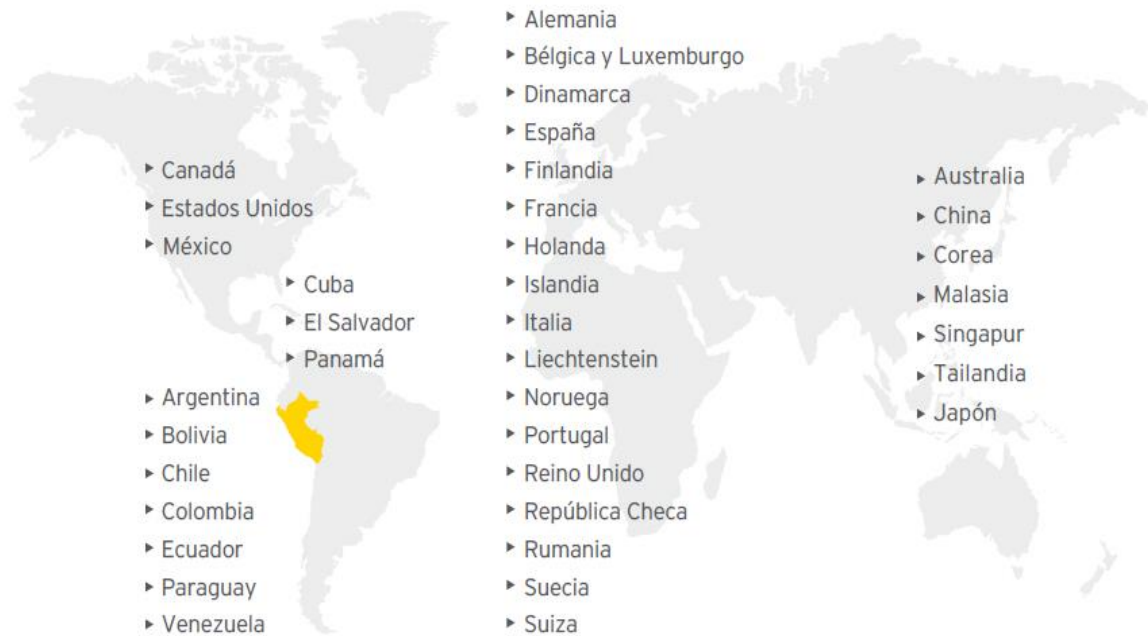 ▸ Canadá
▸ Estados Unidos
▸ México
▸ Cuba
▸ El Salvador
▸ Panamá
▸ Argentina
▸ Bolivia
▸ Chile
▸ Colombia
▸ Ecuador
▸ Paraguay
▸ Venezuela
▸ Alemania
▸ Bélgica y Luxemburgo
▸ Dinamarca
▸ España
▸ Finlandia
▸ Francia
▸ Holanda
▸ Islandia
▸ Italia
▸ Liechtenstein
▸ Noruega
▸ Portugal
▸ Reino Unido
▸ República Checa
▸ Rumania
▸ Suecia
▸ Suiza
▸ Australia
▸ China
▸ Corea
▸ Malasia
▸ Singapur
▸ Tailandia
▸ Japón